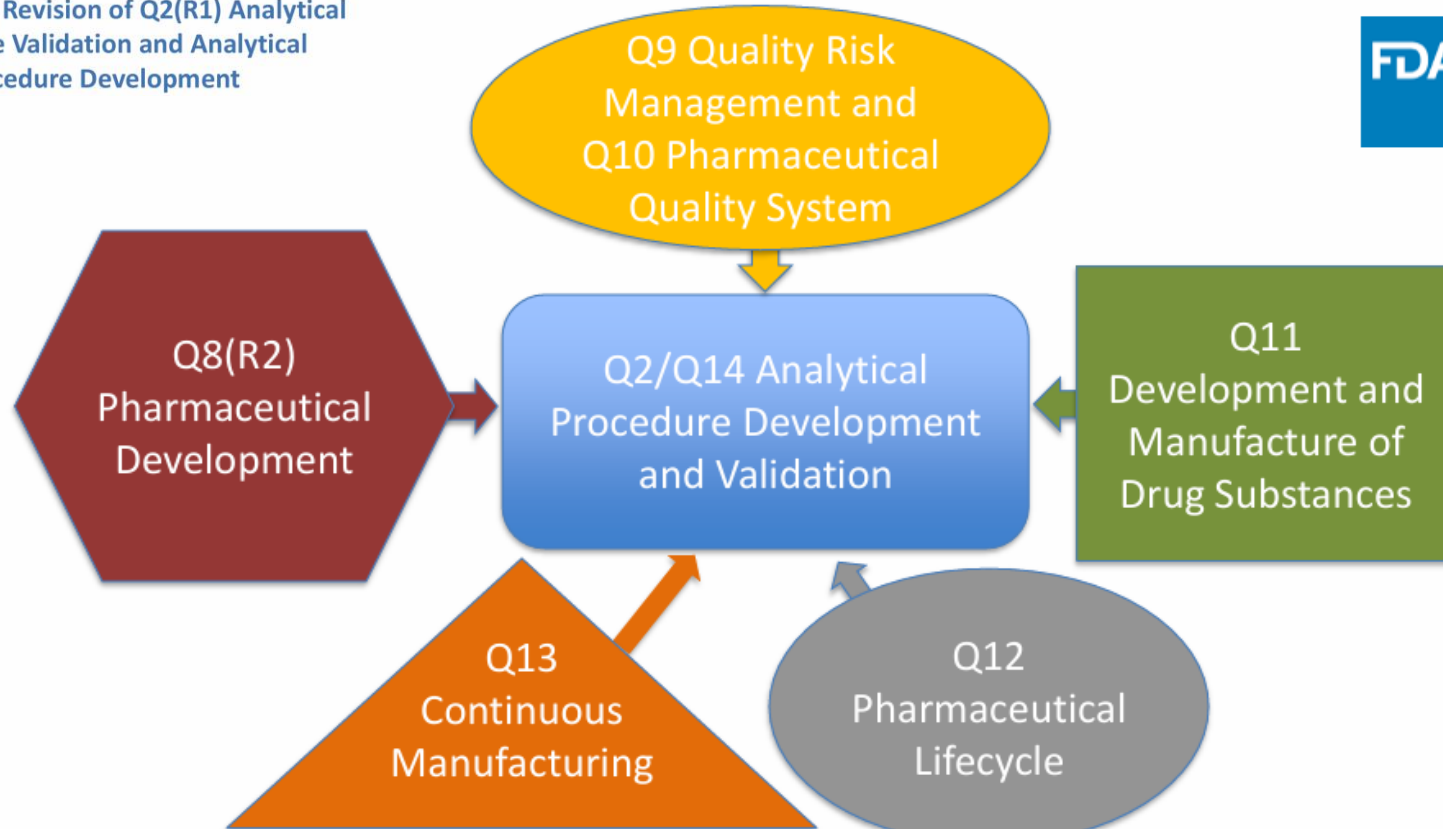 Revision of Q2(R1) Analytical
e Validation and Analytical
cedure Development
Q9 Quality Risk
Management and
Q10 Pharmaceutical
Quality System
FDA
Q8(R2)
Pharmaceutical
Development
Q2/Q14 Analytical
Procedure Development
and Validation
Q11
Development and
Manufacture of
Drug Substances
Q13
Continuous
Manufacturing
Q12
Pharmaceutical
Lifecycle